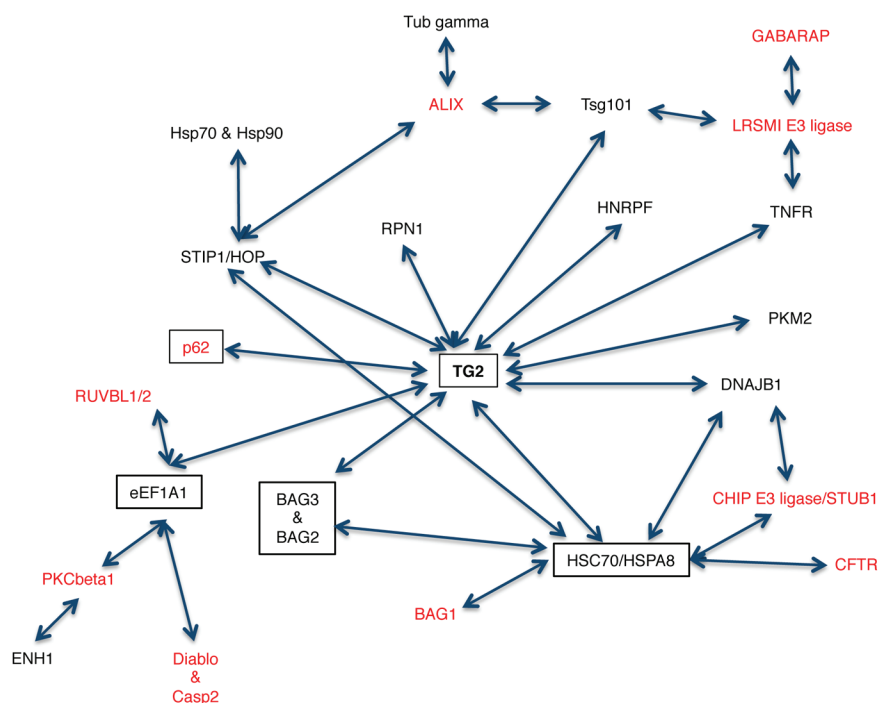 Tub gamma
GABARAP
ALIX
Tsg101
LRSMI E3 ligase
Hsp70 & Hsp90
HNRPF
TNFR
RPN1
STIP1/HOP
PKM2
p62
TG2
DNAJB1
RUVBL1/2
eEF1A1
BAG3
&
BAG2
CHIP E3 ligase/STUB1
HSC70/HSPA8
CFTR
PKCbeta1
BAG1
ENH1
Diablo
&
Casp2